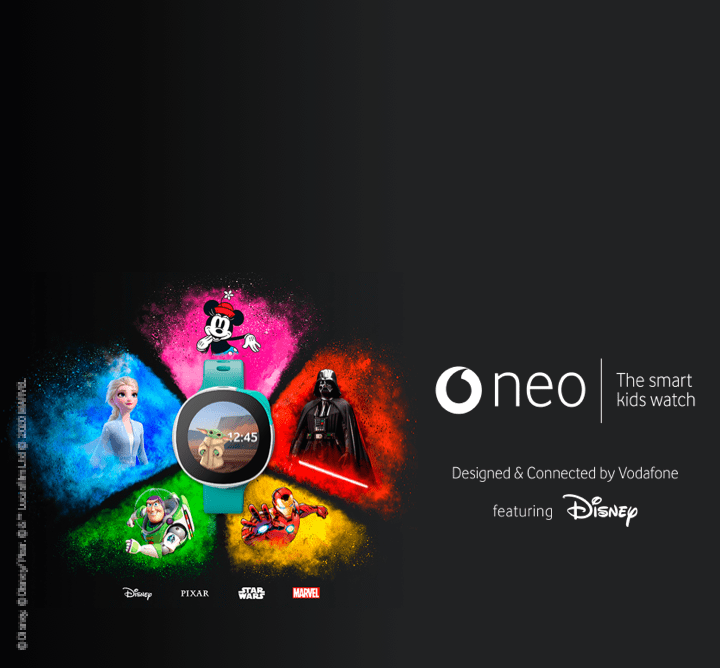 © Disney © Disney/Pixar. © & ™ Lucasfilm Ltd © 2020 MARVEL
12:45
Disney PIXAR STAR WARS MARVEL
neo
The smart
kids watch
Designed & Connected by Vodafone
featuring Disney